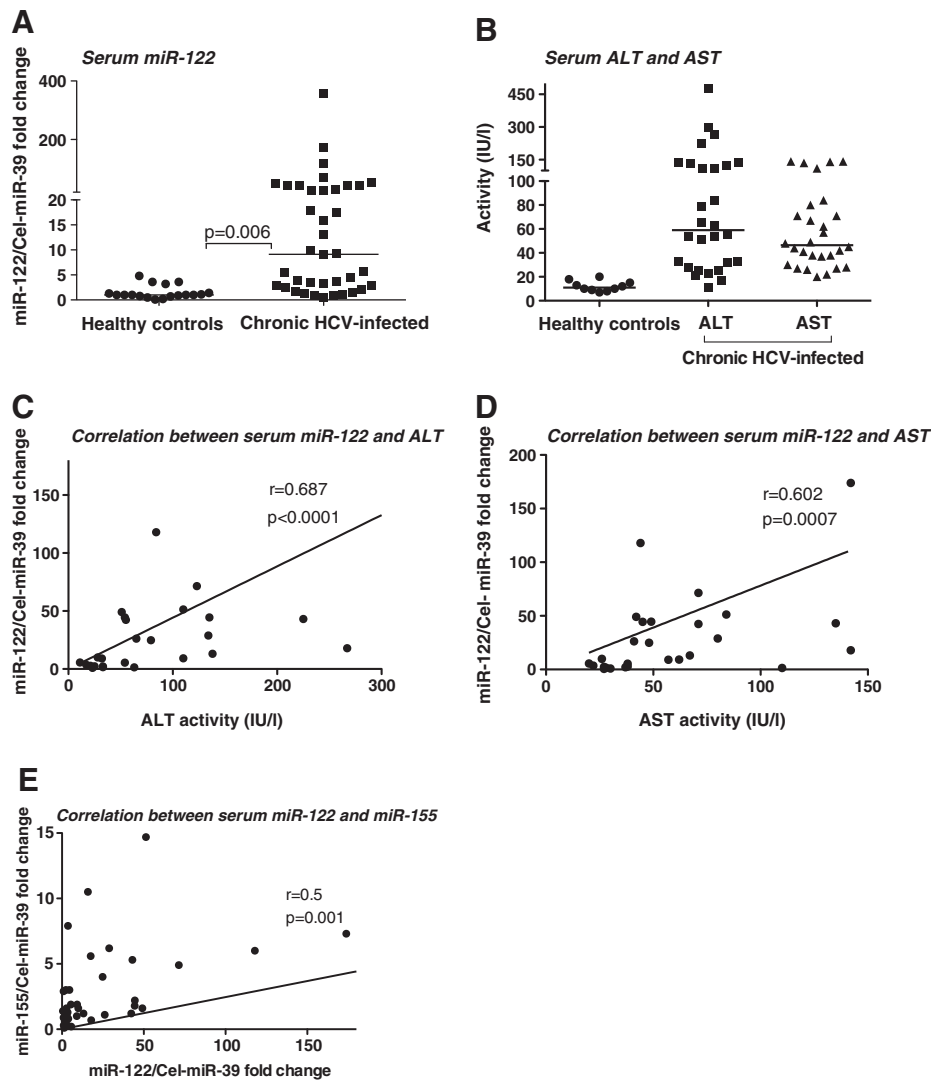 A
Serum miR-122
miR-122/Cel-miR-39 fold change
400
200
20
15
10
5
0
p=0.006
Healthy controls
Chronic HCV-infected
B
Serum ALT and AST
Activity (IU/l)
450
300
150
100
80
60
40
20
0
Healthy controls
ALT
AST
Chronic HCV-infected
C
Correlation between serum miR-122 and ALT
miR-122/Cel-miR-39 fold change
150
100
50
0
r=0.687
p<0.0001
0
100
200
300
ALT activity (IU/l)
D
Correlation between serum miR-122 and AST
miR-122/Cel- miR-39 fold change
200
150
100
50
0
r=0.602
p=0.0007
0
50
100
150
AST activity (IU/l)
E
Correlation between serum miR-122 and miR-155
miR-155/Cel-miR-39 fold change
15
10
5
0
r=0.5
p=0.001
0
50
100
150
miR-122/Cel-miR-39 fold change